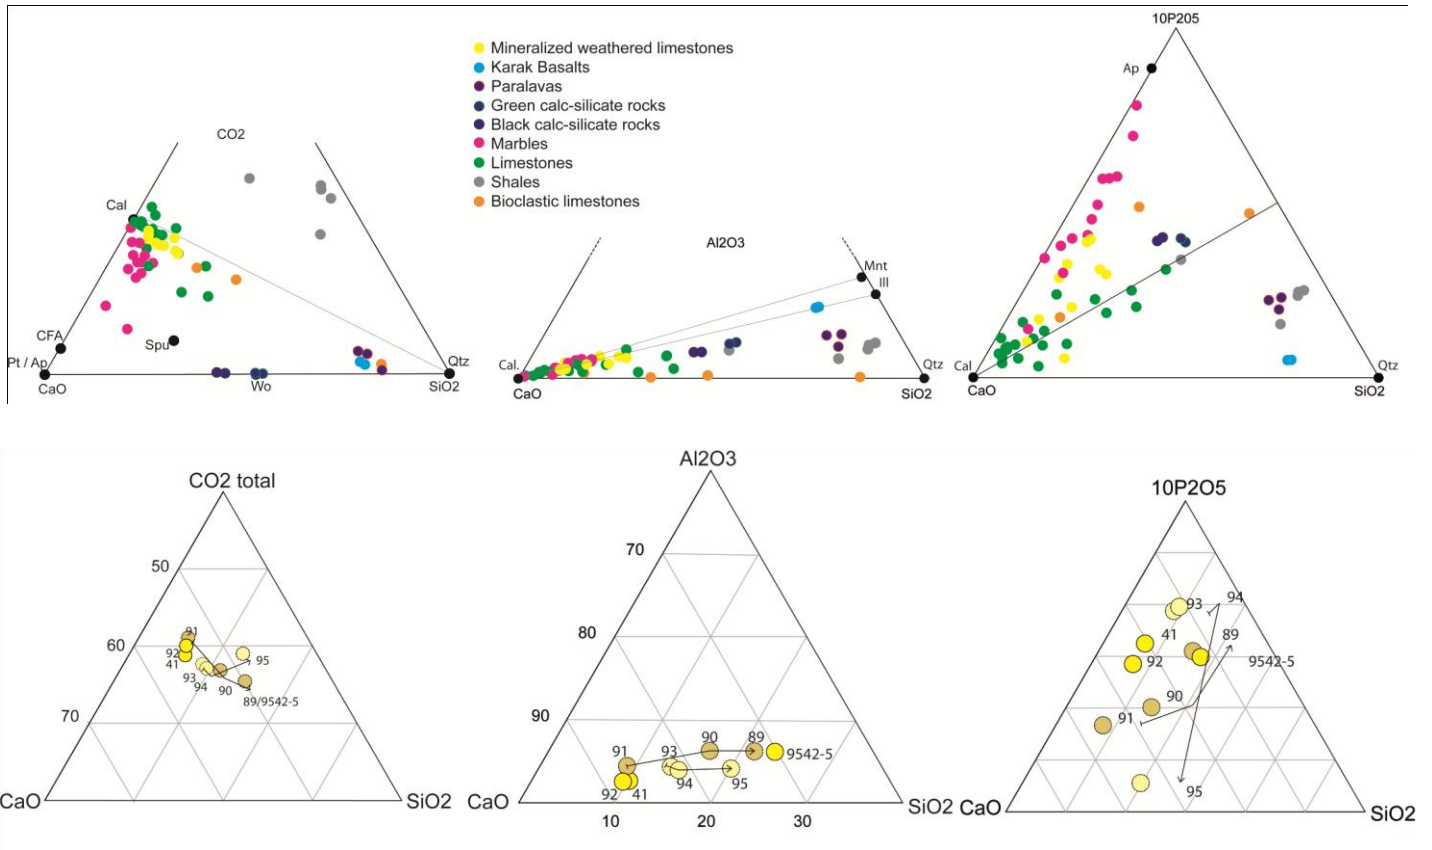 10P205
Mineralized weathered limestones
Karak Basalts
Ap
Paralavas
Green calc-silicate rocks
Black calc-silicate rocks
CO2
Marbles
Limestones
Shales
Cal
Bioclastic limestones
Al2O3
Mnt
Ill
CFA
Spu
Pt / Ap
Qtz
Cal.
Qtz
Cal
Qtz
CaO
Wo
SiO2
CaO
SiO2
CaO
SiO2
Al2O3
CO2 total
10P2O5
70
50
93
94
80
91
60
92
41
95
93
94
90
89/9542-5
41
89
92
9542-5
90
91
70
90
91
93
90
89
9542-5
94
95
92
41
95
CaO
SiO2
CaO
SiO2
CaO
SiO2
10
20
30